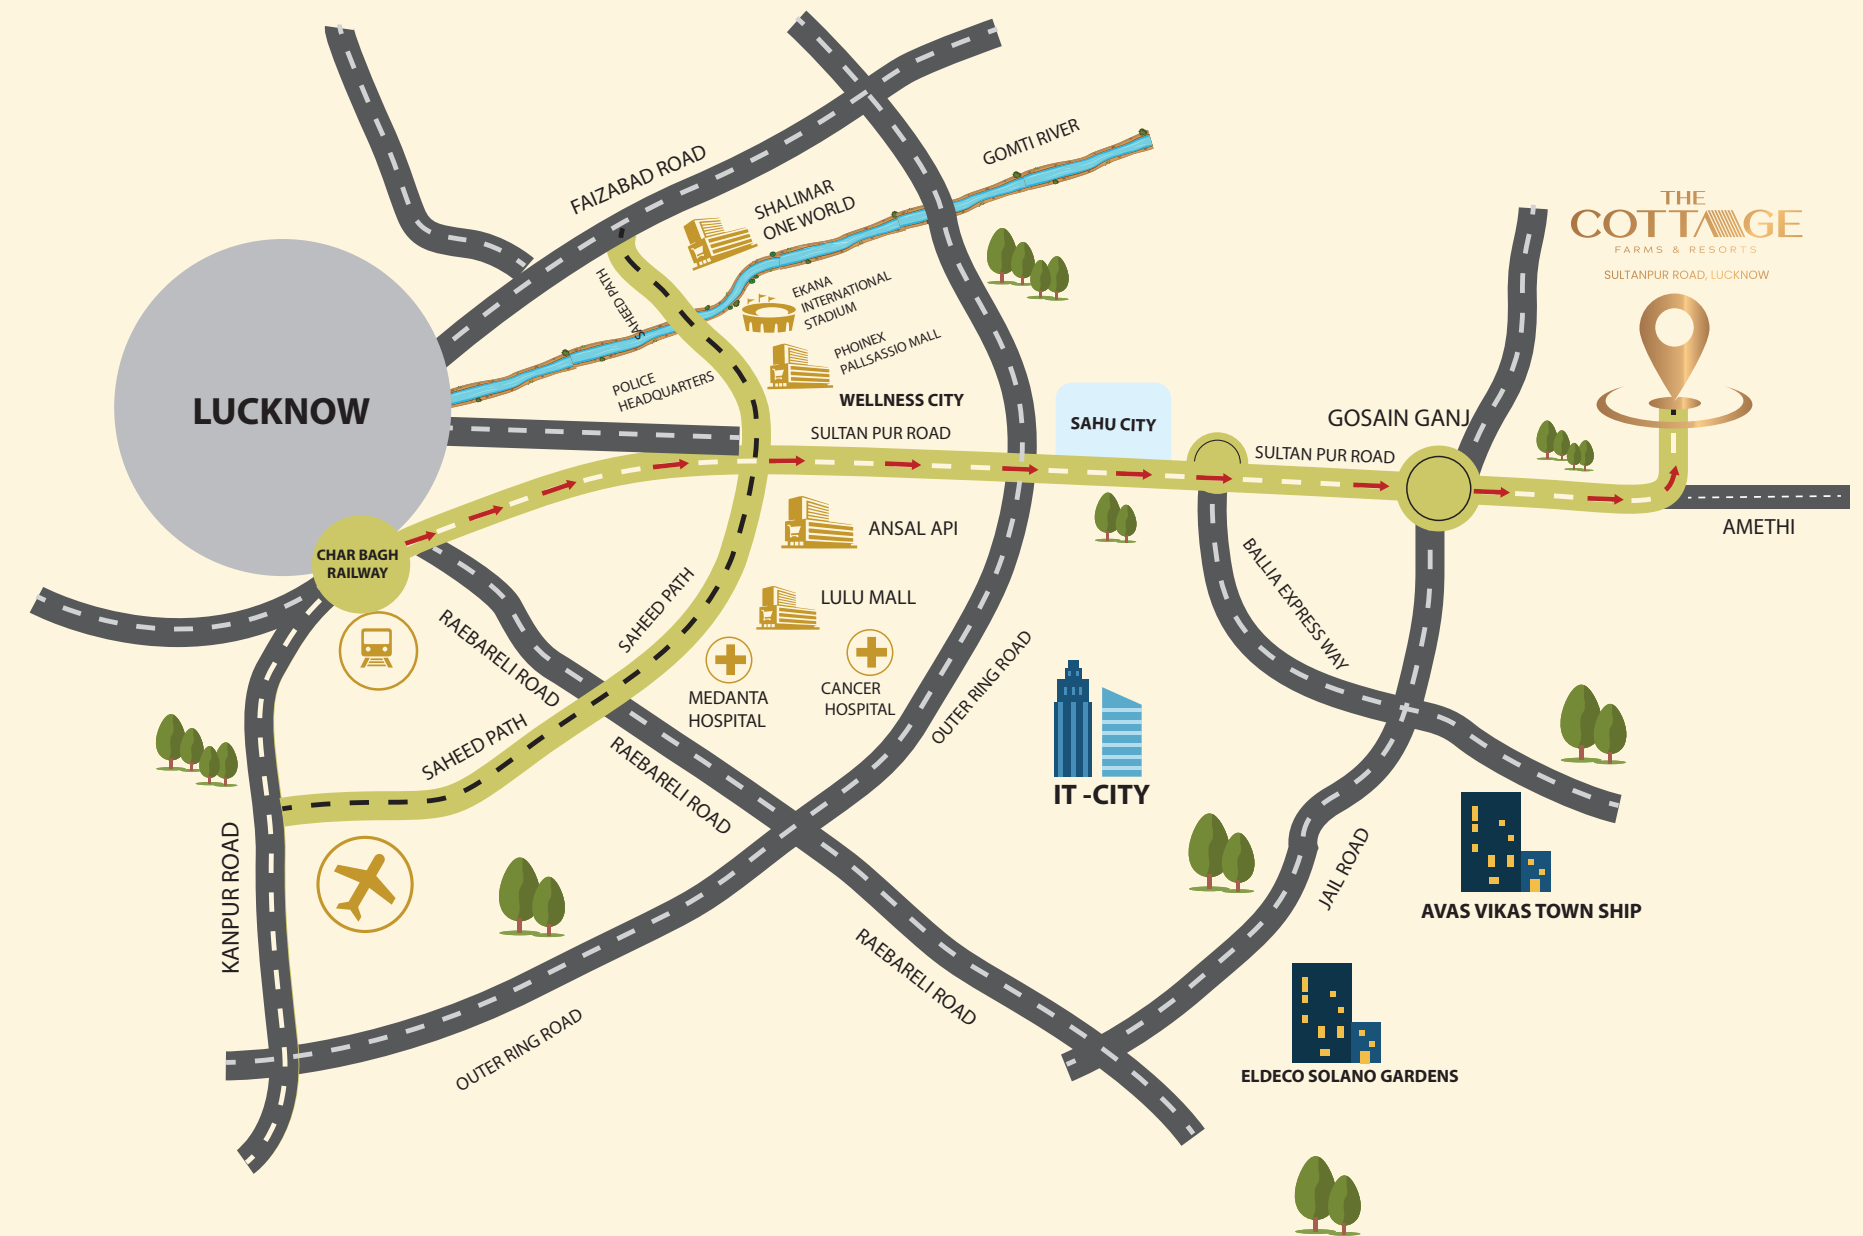 THE
COTTAGE
FARMS & RESORTS
SULTANPUR ROAD, LUCKNOW
GOMTI RIVER
FAIZABAD ROAD
SHALIMAR
ONE WORLD
SAHEED PATH
EKANA
INTERNATIONAL
STADIUM
PHOINEX
PALLSASSIO MALL
POLICE
HEADQUARTERS
LUCKNOW
WELLNESS CITY
SULTAN PUR ROAD
SAHU CITY
GOSAIN GANJ
SULTAN PUR ROAD
AMETHI
ANSAL API
CHAR BAGH
RAILWAY
LULU MALL
SAHEED PATH
BALLIA EXPRESS WAY
RAEBARELI ROAD
MEDANTA
HOSPITAL
CANCER
HOSPITAL
OUTER RING ROAD
SAHEED PATH
RAEBARELI ROAD
IT -CITY
KANPUR ROAD
JAIL ROAD
AVAS VIKAS TOWN SHIP
RAEBARELI ROAD
OUTER RING ROAD
ELDECO SOLANO GARDENS